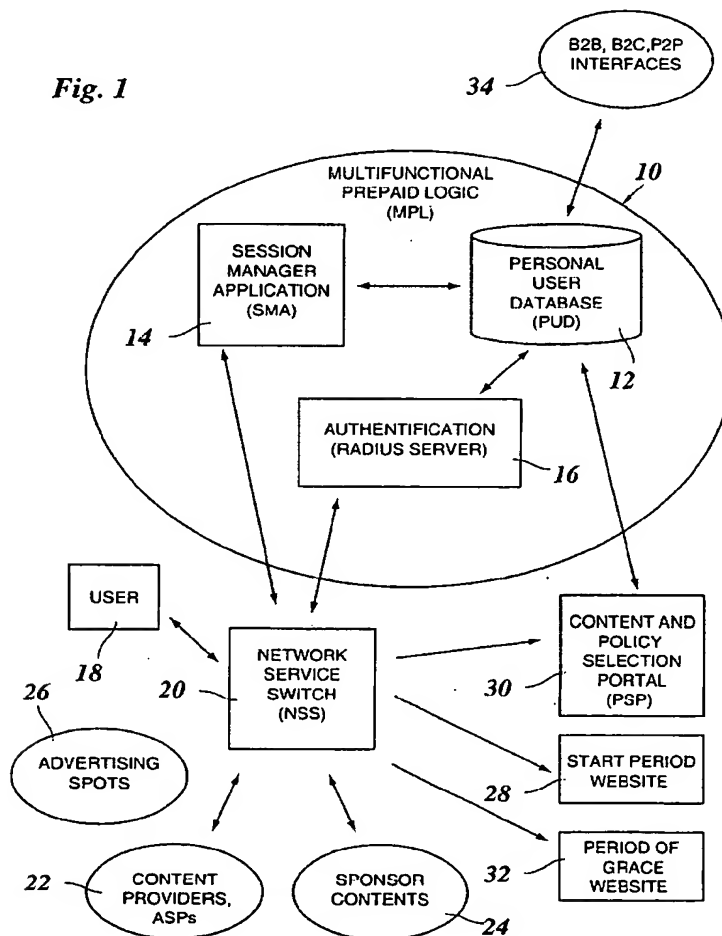 Fig. 1
B2B, B2C,P2P
INTERFACES
34
MULTIFUNCTIONAL
PREPAID LOGIC
(MPL)
10
SESSION
MANAGER
APPLICATION
(SMA)
14
PERSONAL
USER
DATABASE
(PUD)
12
AUTHENTIFICATION
(RADIUS SERVER)
16
USER
18
NETWORK
SERVICE
SWITCH
(NSS)
20
CONTENT AND
POLICY
SELECTION
PORTAL
(PSP)
30
26
ADVERTISING
SPOTS
START PERIOD
WEBSITE
28
PERIOD OF
GRACE WEBSITE
32
22
CONTENT
PROVIDERS,
ASPs
SPONSOR
CONTENTS
24